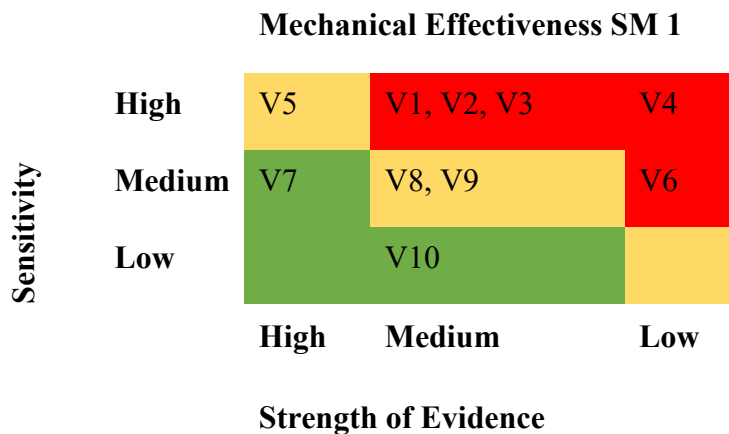 Mechanical Effectiveness SM 1
High V5 V1, V2, V3 V4
Sensitivity
Medium V7 V8, V9 V6
Low V10
High Medium Low
Strength of Evidence